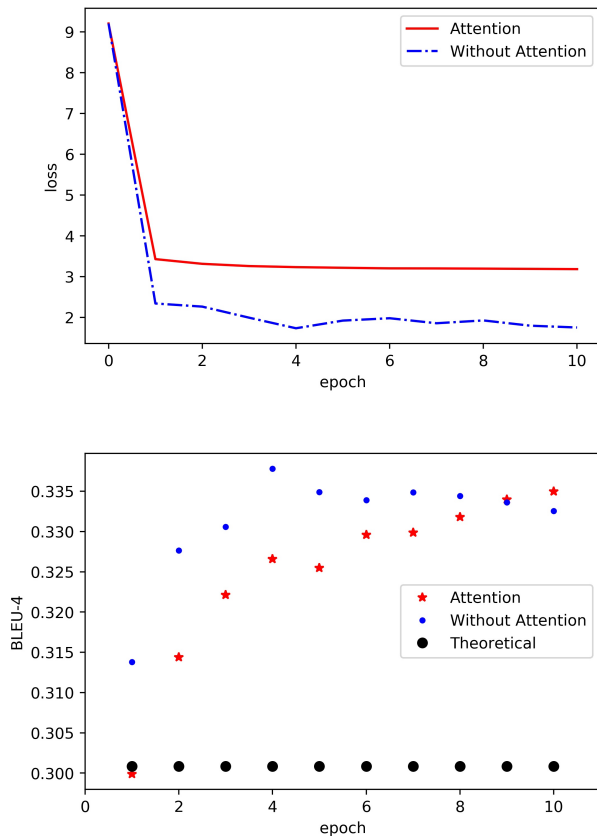 9
8
7
6
5
4
3
2
loss
0 2 4 6 8 10
epoch
Attention
Without Attention
0.335
0.330
0.325
0.320
0.315
0.310
0.305
0.300
BLEU-4
0 2 4 6 8 10
epoch
Attention
Without Attention
Theoretical